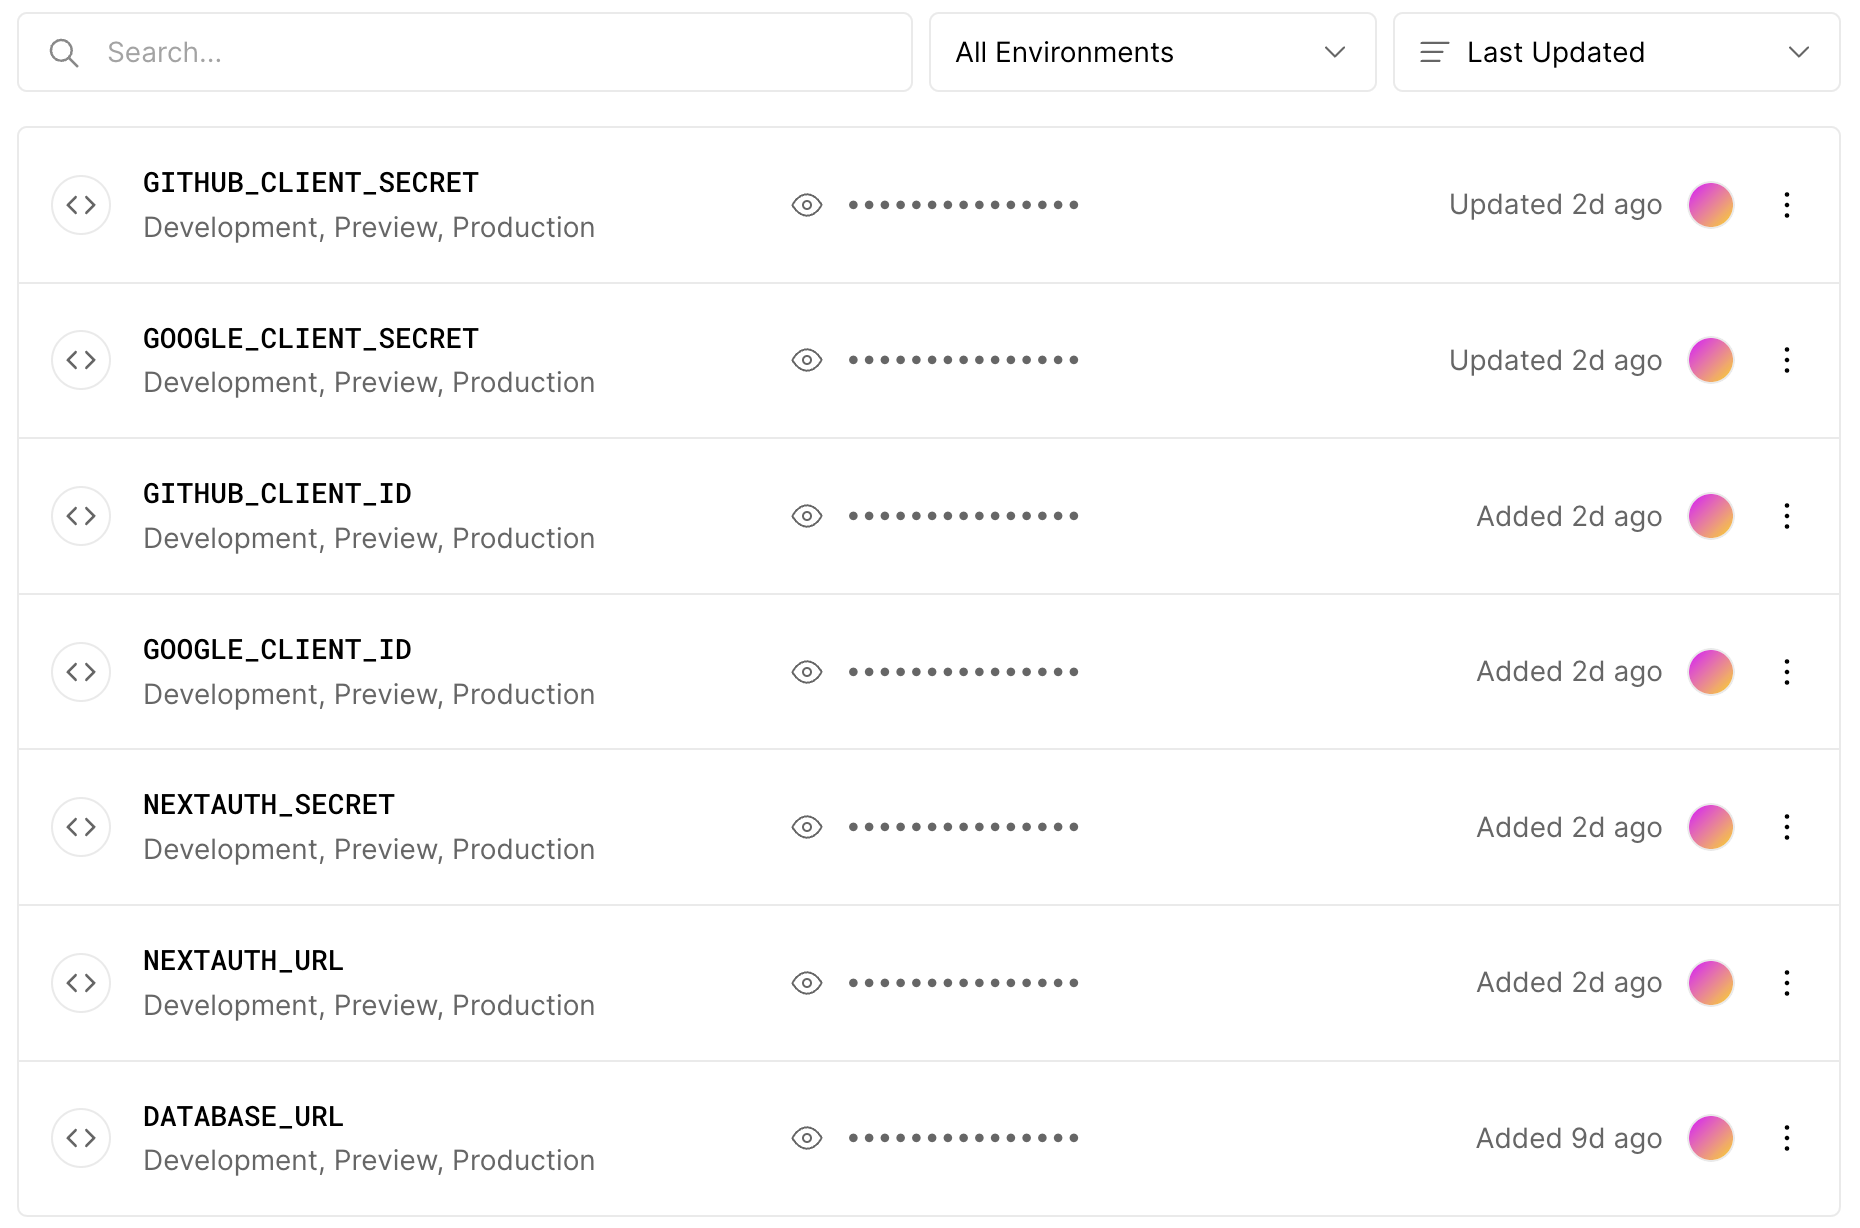 Search...
All Environments
Last Updated
GITHUB_CLIENT_SECRET
Development, Preview, Production
•••••••••••••••
Updated 2d ago
GOOGLE_CLIENT_SECRET
Development, Preview, Production
•••••••••••••••
Updated 2d ago
GITHUB_CLIENT_ID
Development, Preview, Production
•••••••••••••••
Added 2d ago
GOOGLE_CLIENT_ID
Development, Preview, Production
•••••••••••••••
Added 2d ago
NEXTAUTH_SECRET
Development, Preview, Production
•••••••••••••••
Added 2d ago
NEXTAUTH_URL
Development, Preview, Production
•••••••••••••••
Added 2d ago
DATABASE_URL
Development, Preview, Production
•••••••••••••••
Added 9d ago